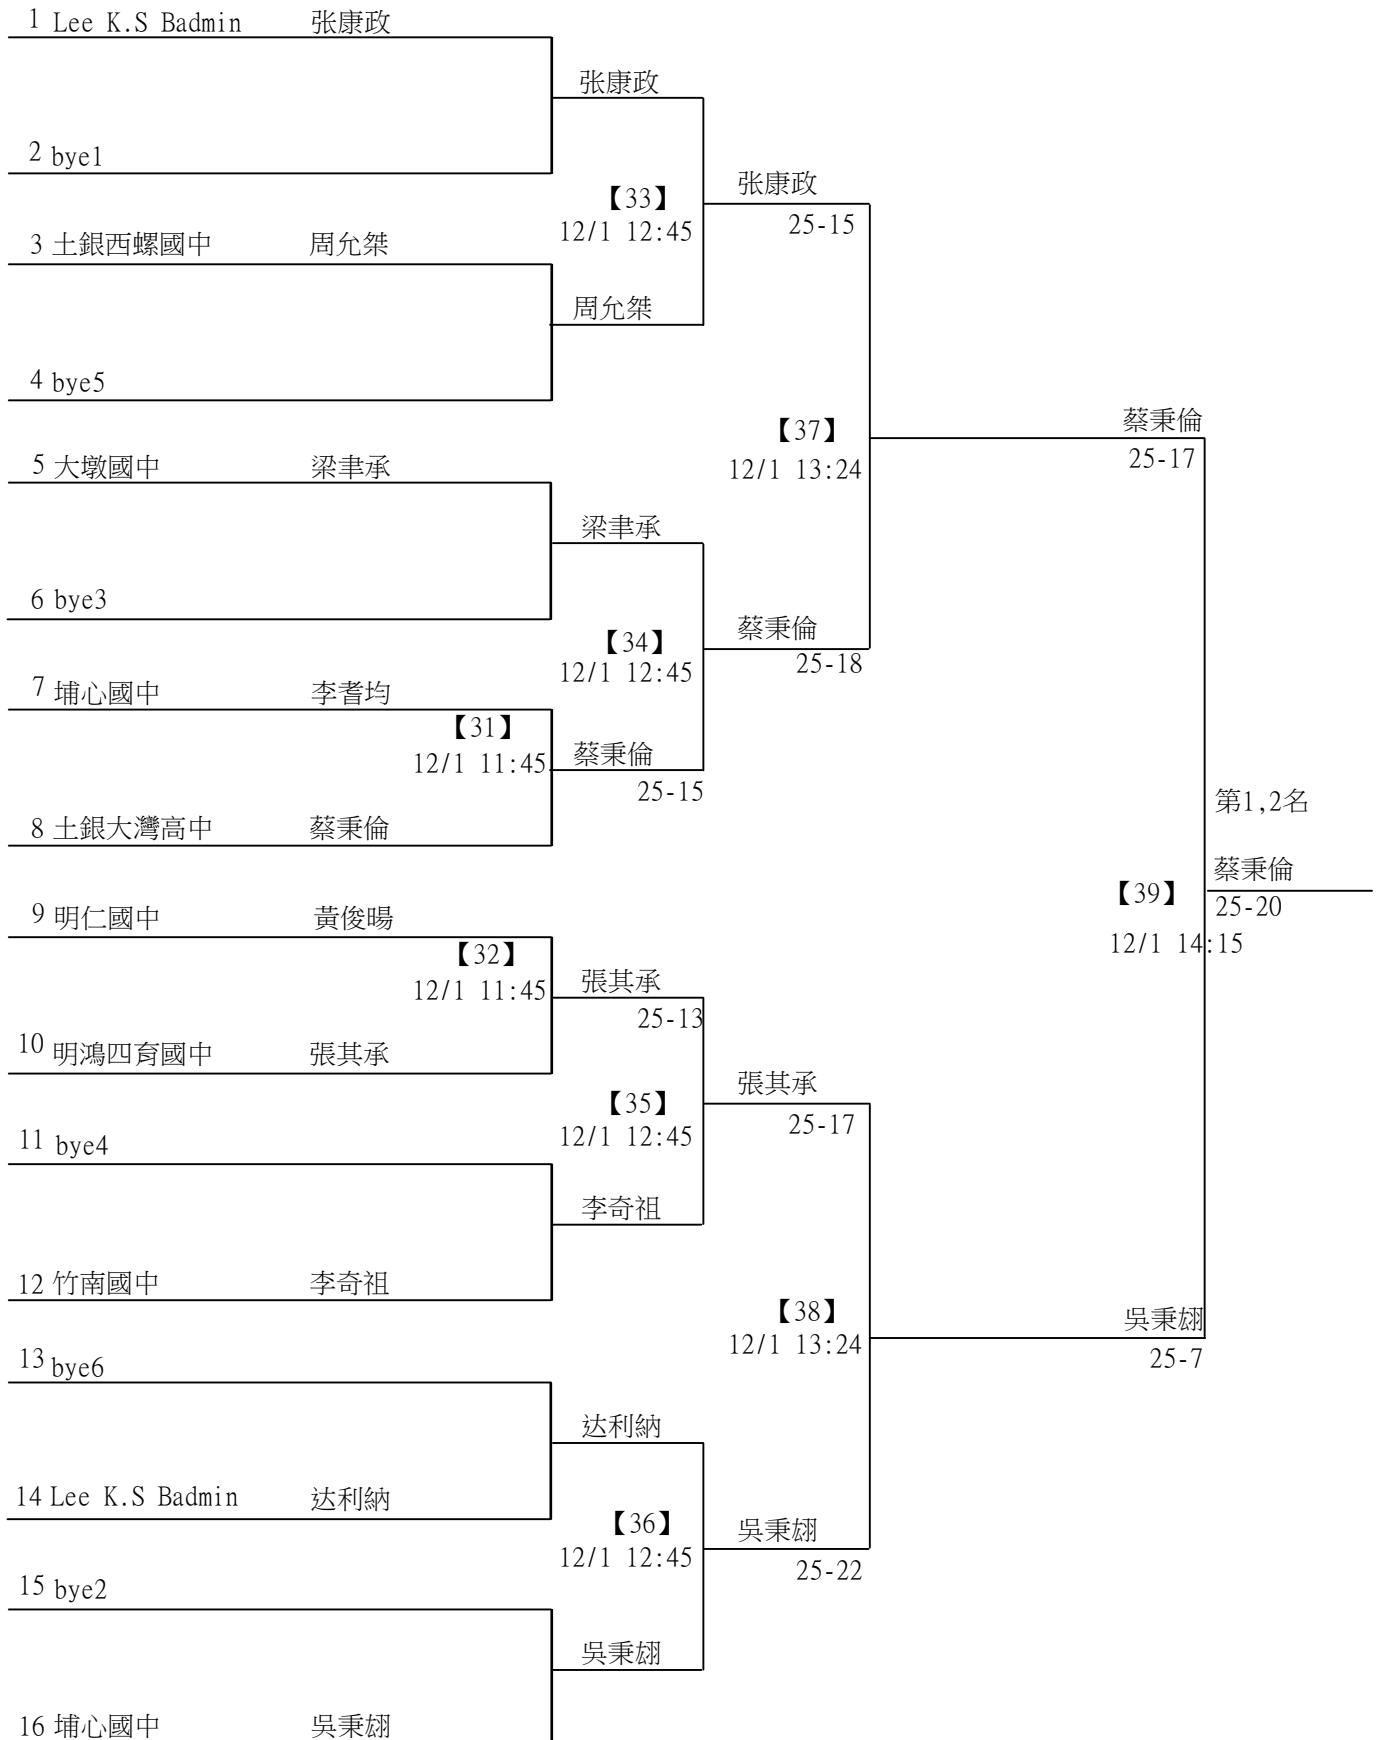 1 Lee K.S Badmin 张康政
张康政
2 bye1
【33】
12/1 12:45
张康政
25-15
3 土銀西螺國中 周允桀
周允桀
4 bye5
【37】
12/1 13:24
蔡秉倫
25-17
5 大墩國中 梁聿承
梁聿承
6 bye3
【34】
12/1 12:45
蔡秉倫
25-18
7 埔心國中 李耆均
【31】
12/1 11:45
蔡秉倫
25-15
8 土銀大灣高中 蔡秉倫
第1,2名
蔡秉倫
【39】
25-20
12/1 14:15
9 明仁國中 黃俊暘
【32】
12/1 11:45
張其承
25-13
10 明鴻四育國中 張其承
張其承
【35】
25-17
12/1 12:45
11 bye4
李奇祖
12 竹南國中 李奇祖
【38】
12/1 13:24
吳秉翃
25-7
13 bye6
达利納
14 Lee K.S Badmin 达利納
【36】
12/1 12:45
吳秉翃
25-22
15 bye2
吳秉翃
16 埔心國中 吳秉翃